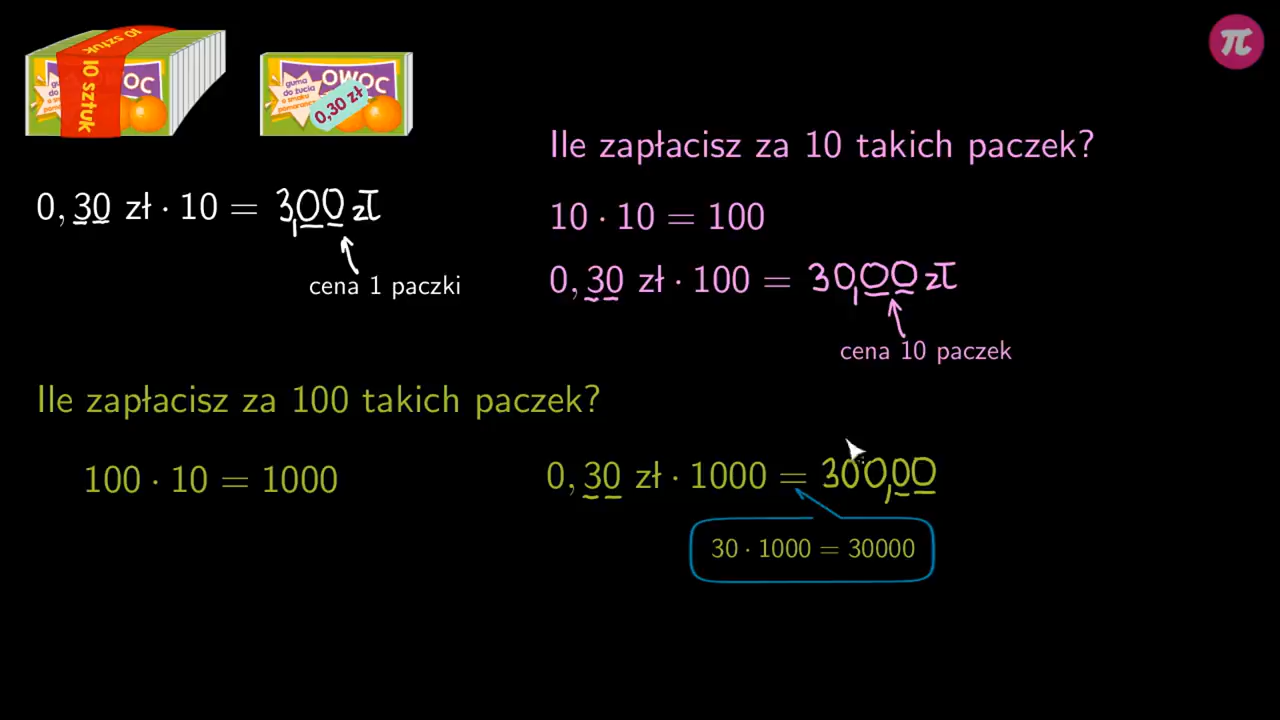 10 sztuk
10 sztuk
OWOC
guma
do żucia
o smaku
OWOC
0,30 zł
π
0,30 zł · 10 = 3,00 zł
cena 1 paczki
Ile zapłacisz za 10 takich paczek?
10 · 10 = 100
0,30 zł · 100 = 30,00 zł
cena 10 paczek
Ile zapłacisz za 100 takich paczek?
100 · 10 = 1000
0,30 zł · 1000 = 300,00
30 · 1000 = 30000